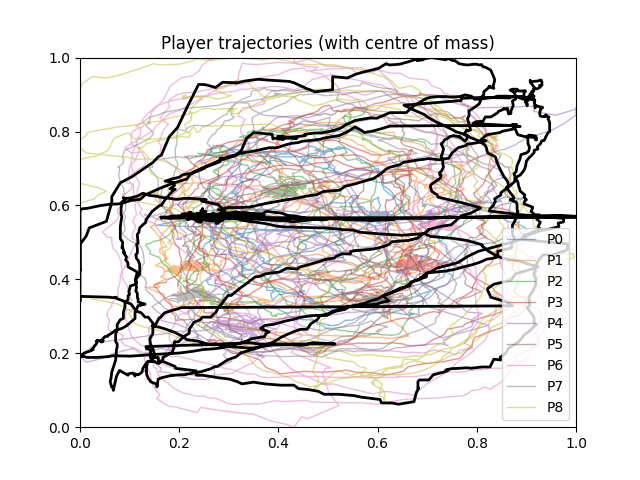 Player trajectories (with centre of mass)
1.0
0.8
0.6
0.4
0.2
0.0
0.0 0.2 0.4 0.6 0.8 1.0
P0
P1
P2
P3
P4
P5
P6
P7
P8